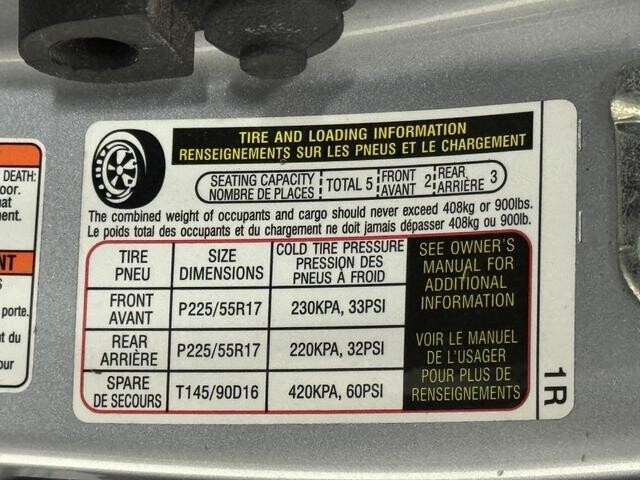 TIRE AND LOADING INFORMATION
RENSEIGNEMENTS SUR LES PNEUS ET LE CHARGEMENT
SEATING CAPACITY
NOMBRE DE PLACES
TOTAL 5
FRONT
AVANT
2
REAR
ARRIÈRE
3
The combined weight of occupants and cargo should never exceed 408kg or 900lbs.
Le poids total des occupants et du chargement ne doit jamais dépasser 408kg ou 900lb.
TIRE
PNEU
SIZE
DIMENSIONS
COLD TIRE PRESSURE
PRESSION DES
PNEUS À FROID
FRONT
AVANT
P225/55R17
230KPA, 33PSI
REAR
ARRIÈRE
P225/55R17
220KPA, 32PSI
SPARE
DE SECOURS
T145/90D16
420KPA, 60PSI
SEE OWNER'S
MANUAL FOR
ADDITIONAL
INFORMATION
VOIR LE MANUEL
DE L'USAGER
POUR PLUS DE
RENSEIGNEMENTS
1R
DEATH:
porte.